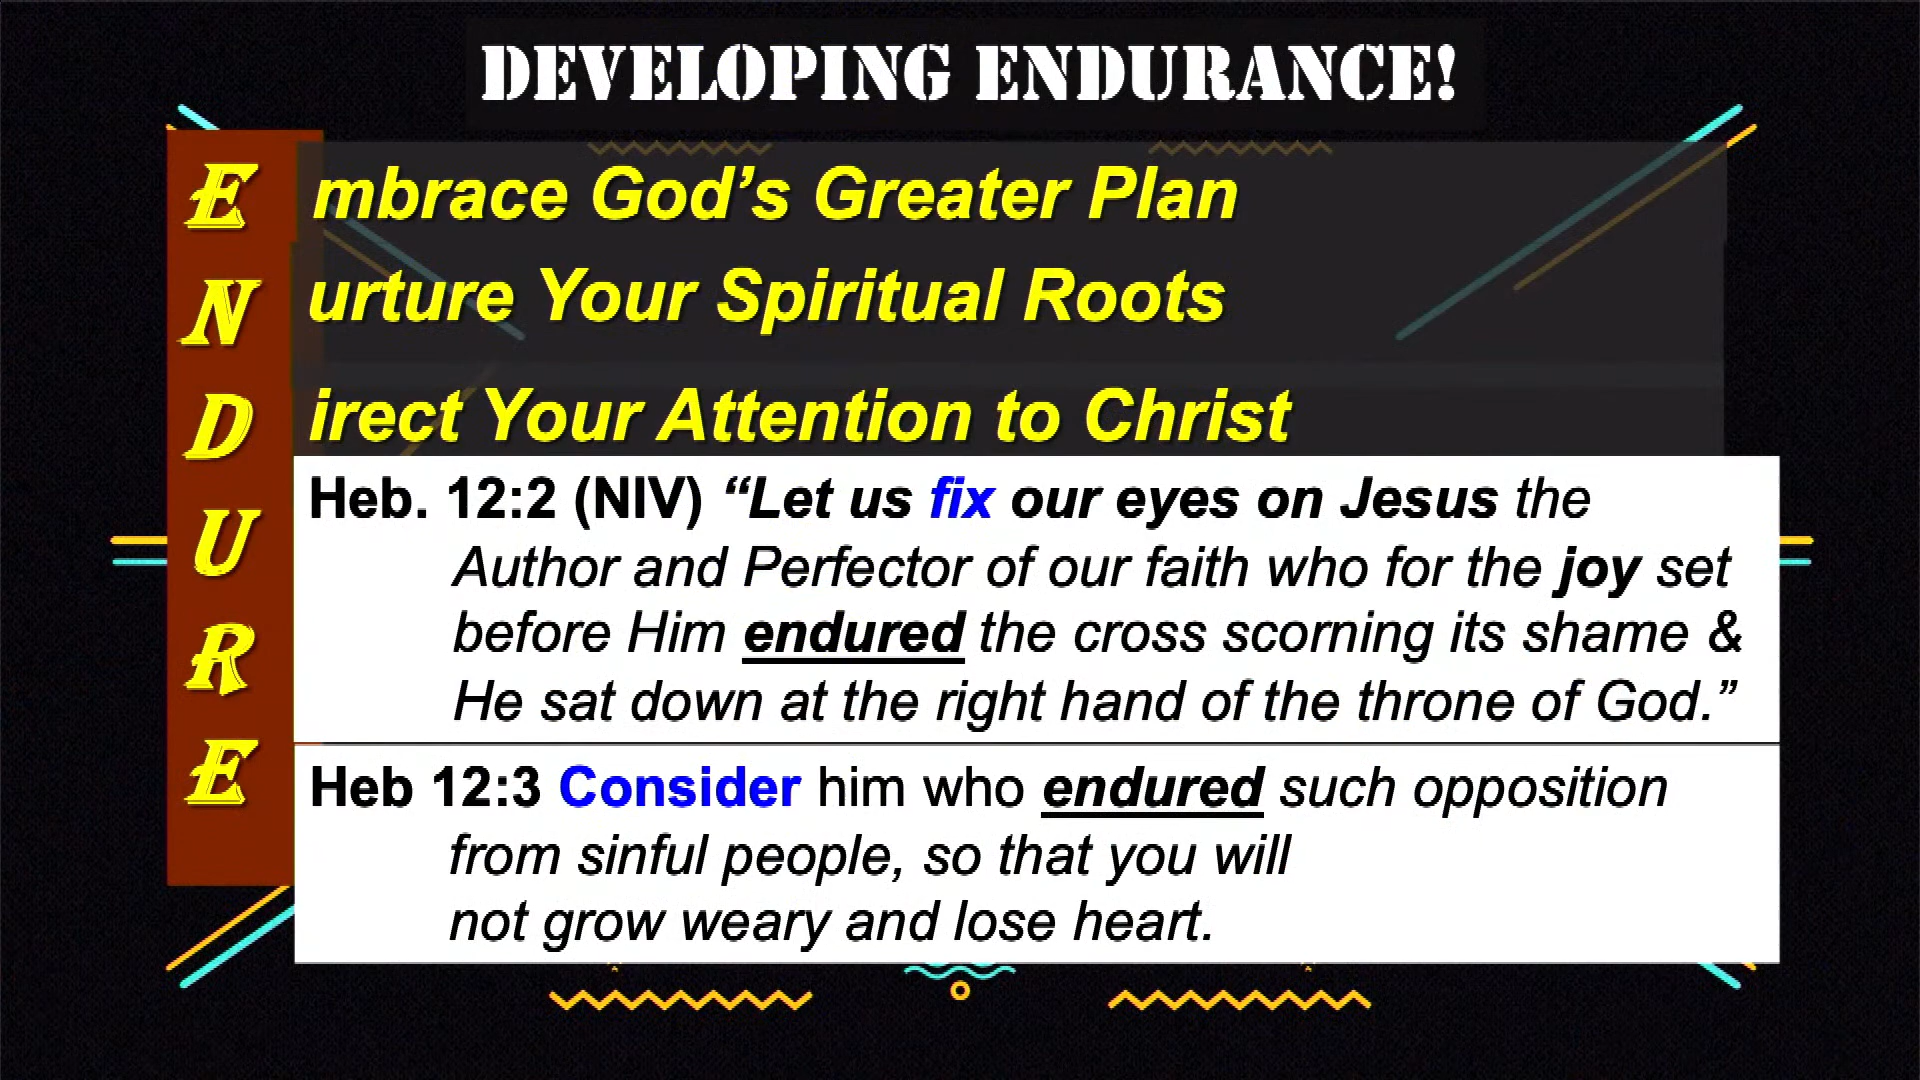 DEVELOPING ENDURANCE!
Embrace God’s Greater Plan
Nurture Your Spiritual Roots
Direct Your Attention to Christ
U
Heb. 12:2 (NIV) “Let us fix our eyes on Jesus the
Author and Perfector of our faith who for the joy set
before Him endured the cross scorning its shame &
He sat down at the right hand of the throne of God.”
R
E
Heb 12:3 Consider him who endured such opposition
from sinful people, so that you will
not grow weary and lose heart.